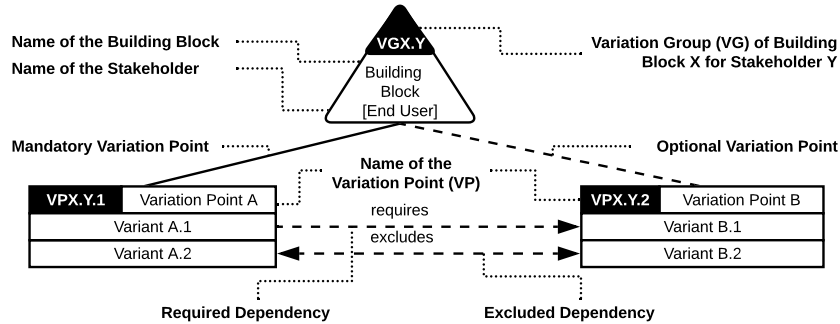 VGX.Y
Name of the Building Block
Variation Group (VG) of Building
Block X for Stakeholder Y
Name of the Stakeholder
Building
Block
[End User]
Mandatory Variation Point
Optional Variation Point
Name of the
Variation Point (VP)
VPX.Y.1 Variation Point A
VPX.Y.2 Variation Point B
requires
Variant A.1
Variant B.1
excludes
Variant A.2
Variant B.2
Required Dependency
Excluded Dependency